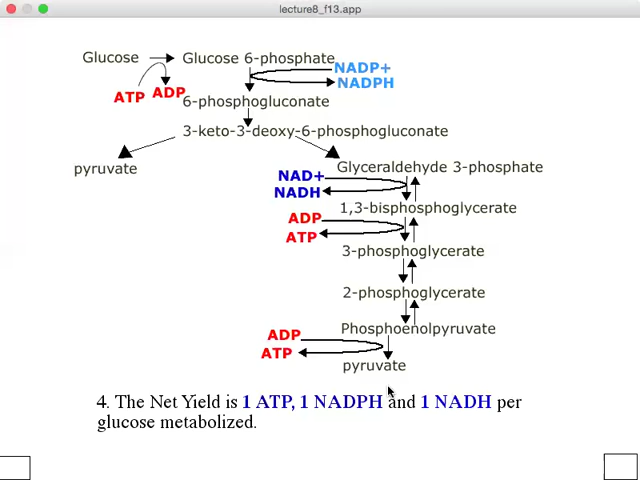 lecture8_f13.app
Glucose Glucose 6-phosphate
NADP+
NADPH
ATP ADP
6-phosphogluconate
3-keto-3-deoxy-6-phosphogluconate
pyruvate
Glyceraldehyde 3-phosphate
NAD+
NADH
1,3-bisphosphoglycerate
ADP
ATP
3-phosphoglycerate
2-phosphoglycerate
Phosphoenolpyruvate
ADP
ATP
pyruvate
4. The Net Yield is 1 ATP, 1 NADPH and 1 NADH per
glucose metabolized.